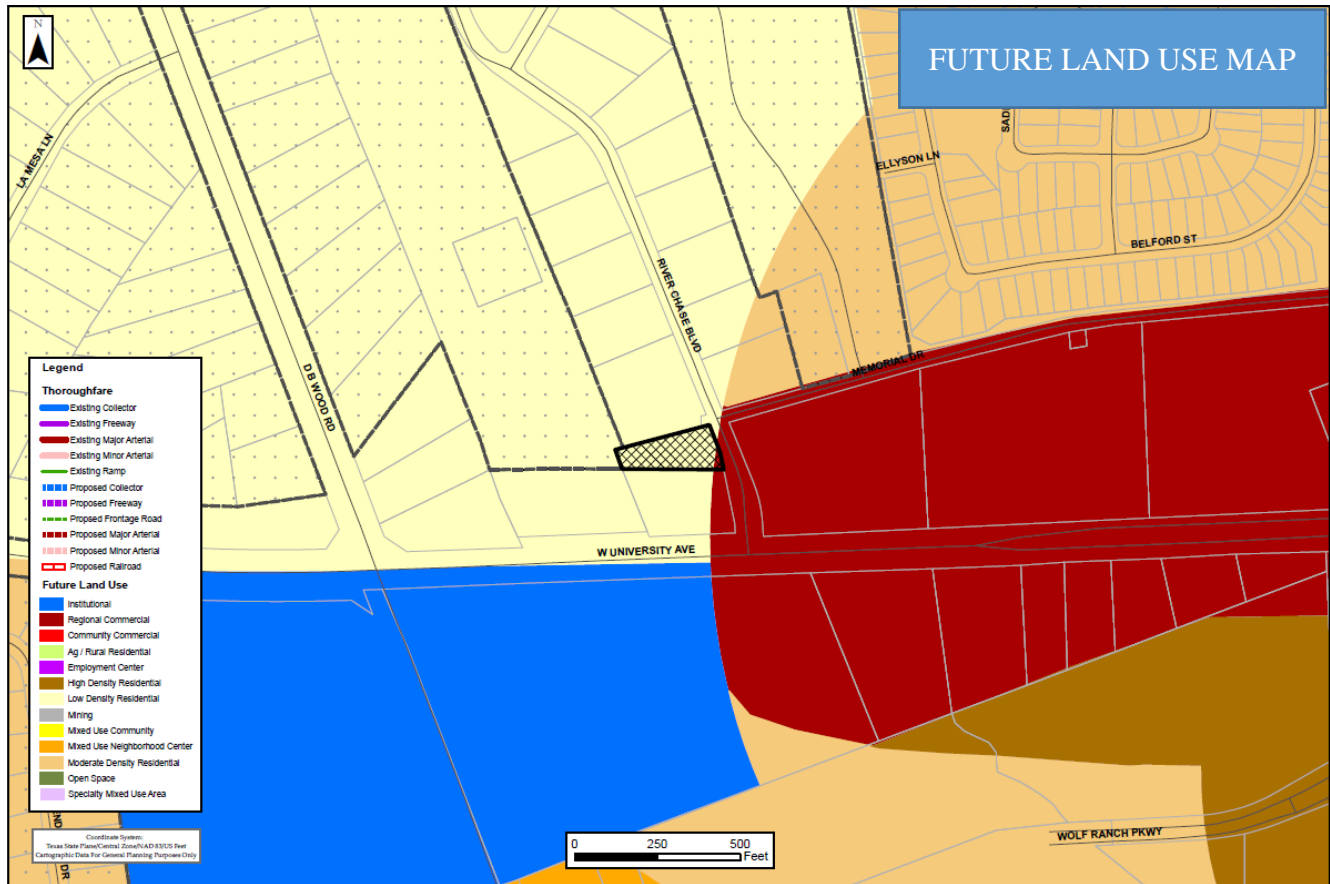 N
FUTURE LAND USE MAP
LA MESA LN
ELLYSON LN
BELFORD ST
RIVER CHASE BLVD
MEMORIAL DR
D B WOOD RD
W UNIVERSITY AVE
WOLF RANCH PKWY
Legend
Thoroughfare
Existing Collector
Existing Freeway
Existing Major Arterial
Existing Minor Arterial
Existing Ramp
Proposed Collector
Proposed Freeway
Propsed Frontage Road
Proposed Major Arterial
Proposed Minor Arterial
Proposed Railroad
Future Land Use
Institutional
Regional Commercial
Community Commercial
Ag / Rural Residential
Employment Center
High Density Residential
Low Density Residential
Mining
Mixed Use Community
Mixed Use Neighborhood Center
Moderate Density Residential
Open Space
Specialty Mixed Use Area
DR
Coordinate System:
Texas State Plane/Central Zone/NAD 83/US Feet
Cartographic Data For General Planning Purposes Only
0 250 500
Feet